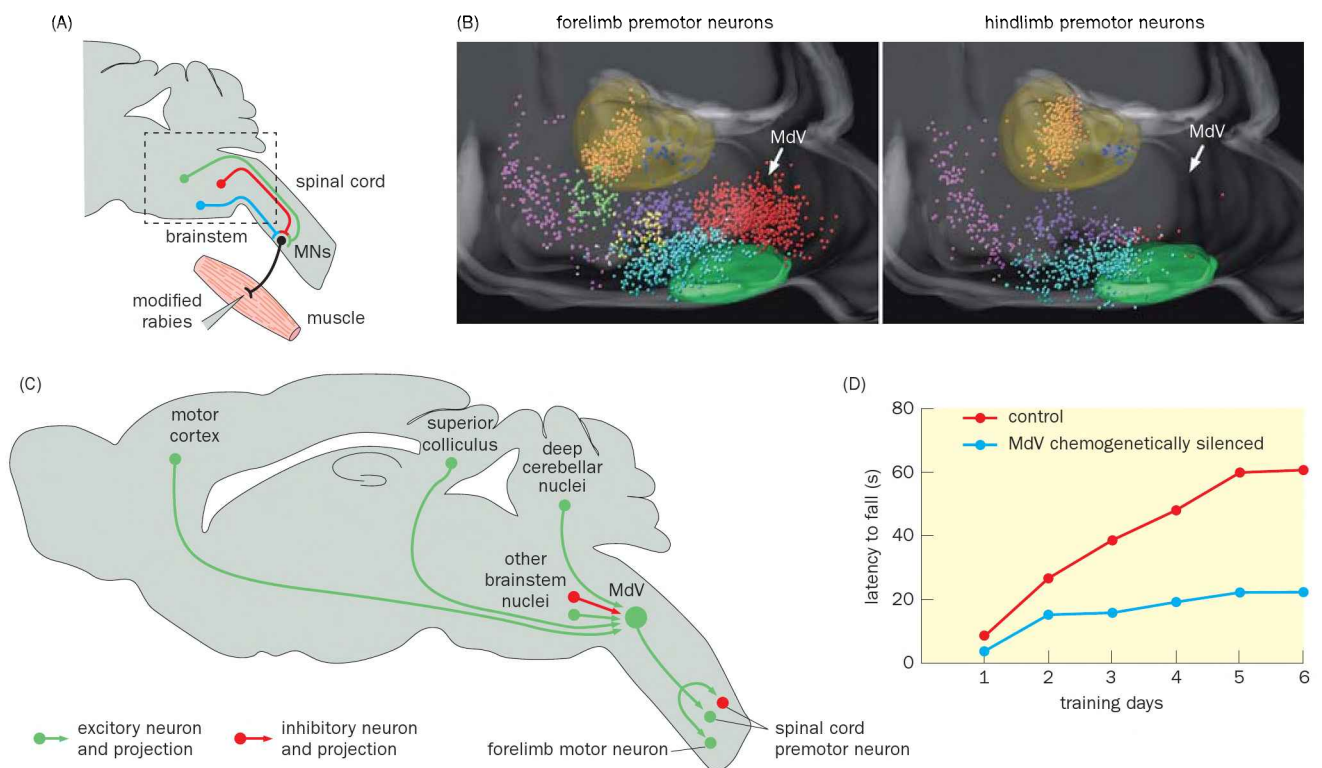 (A)
spinal cord
brainstem
MNs
modified
rabies
muscle
(B)
forelimb premotor neurons
hindlimb premotor neurons
MdV
MdV
(C)
motor
cortex
superior
colliculus
deep
cerebellar
nuclei
other
brainstem
nuclei
MdV
excitory neuron
and projection
inhibitory neuron
and projection
forelimb motor neuron
spinal cord
premotor neuron
(D)
latency to fall (s)
80
60
40
20
0
control
MdV chemogenetically silenced
1 2 3 4 5 6
training days